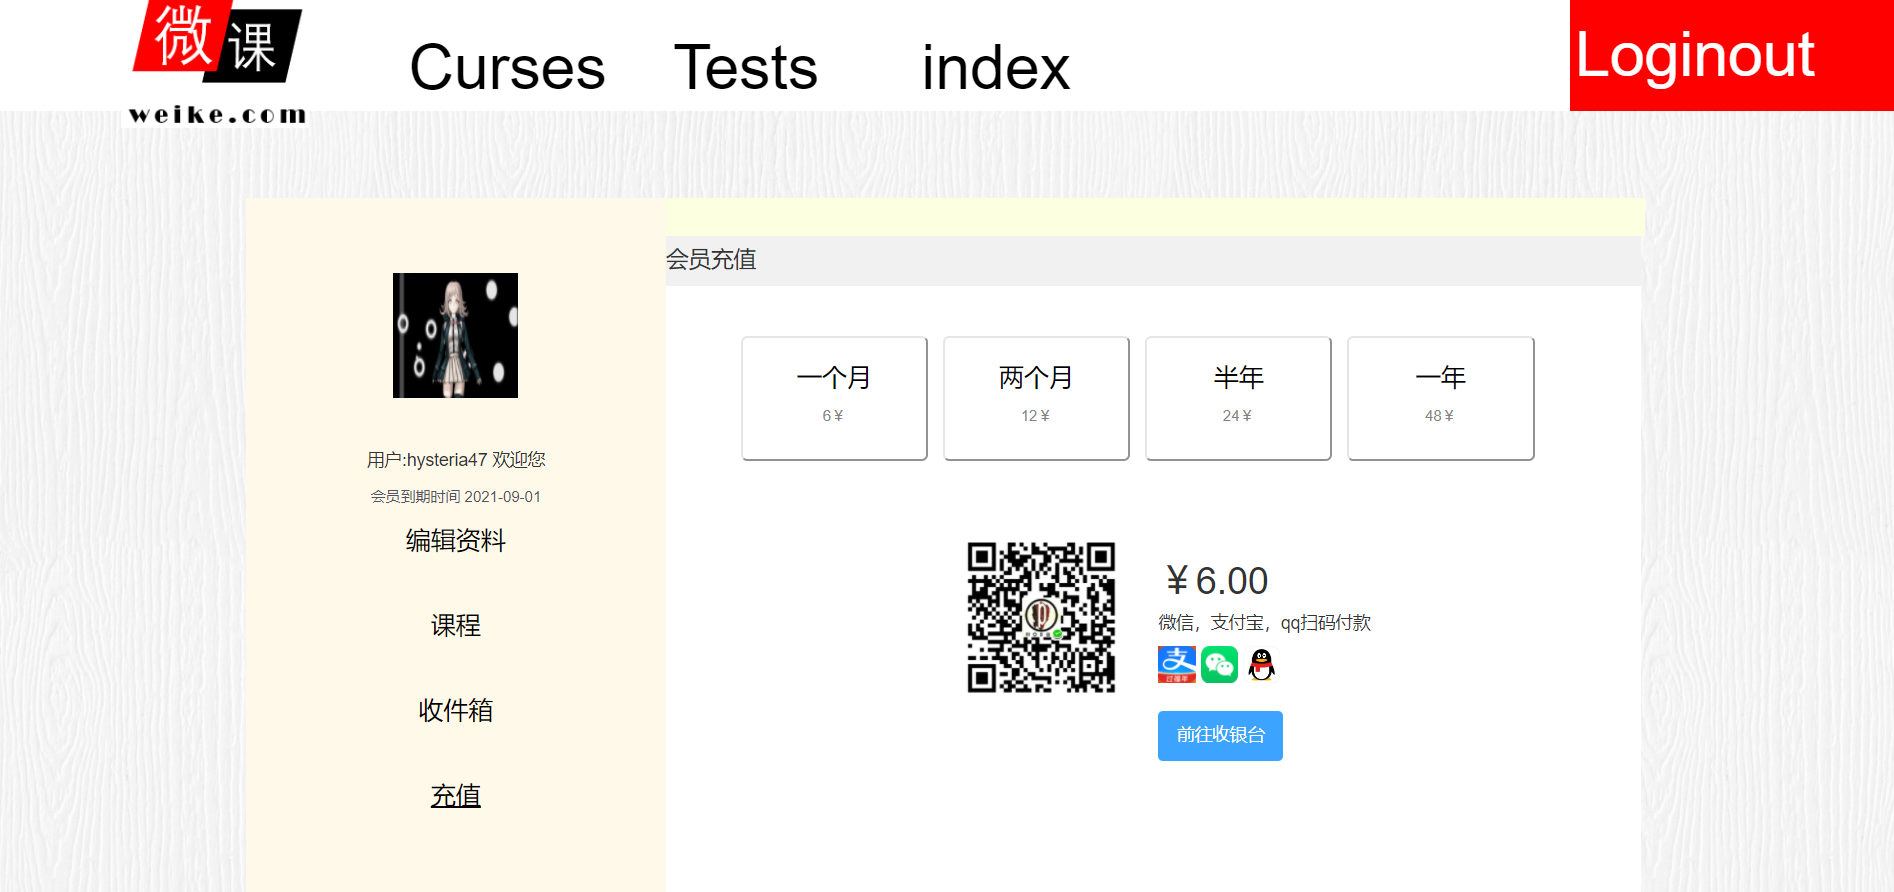 微课
weike.com
Curses Tests index
Loginout
会员充值
用户:hysteria47 欢迎您
会员到期时间 2021-09-01
编辑资料
课程
收件箱
充值
一个月
6￥
两个月
12￥
半年
24￥
一年
48￥
￥6.00
微信，支付宝，qq扫码付款
支
前往收银台